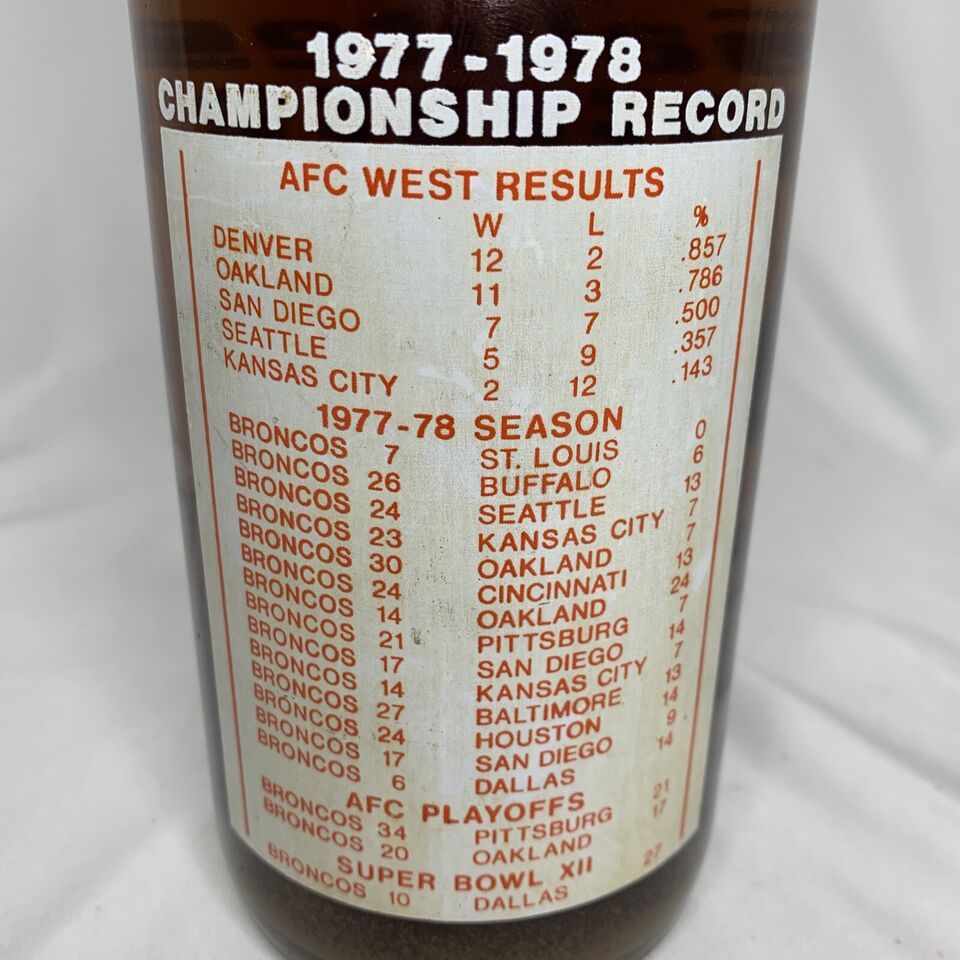 1977-1978
CHAMPIONSHIP RECORD
AFC WEST RESULTS
W L %
DENVER 12 2 .857
OAKLAND 11 3 .786
SAN DIEGO 7 7 .500
SEATTLE 5 9 .357
KANSAS CITY 2 12 .143
1977-78 SEASON
BRONCOS 7 ST. LOUIS 0
BRONCOS 26 BUFFALO 6
BRONCOS 24 SEATTLE 13
BRONCOS 23 KANSAS CITY 7
BRONCOS 30 OAKLAND 7
BRONCOS 24 CINCINNATI 13
BRONCOS 14 OAKLAND 24
BRONCOS 21 PITTSBURG 7
BRONCOS 17 SAN DIEGO 14
BRONCOS 14 KANSAS CITY 7
BRONCOS 27 BALTIMORE 13
BRONCOS 24 HOUSTON 14
BRONCOS 17 SAN DIEGO 9
BRONCOS 6 DALLAS 14
AFC PLAYOFFS
BRONCOS 34 PITTSBURG 21
BRONCOS 20 OAKLAND 17
SUPER BOWL XII
BRONCOS 10 DALLAS 27